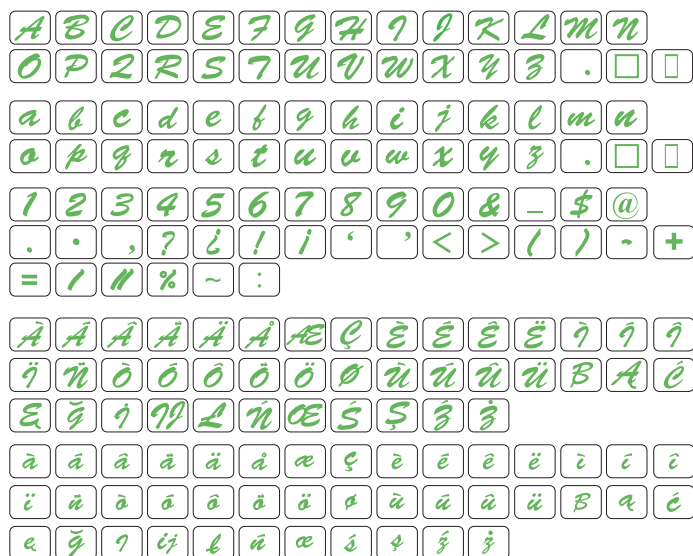 A B C D E F G H I J K L M N
O P Q R S T U V W X Y Z . □ ▯
a b c d e f g h i j k l m n
o p q r s t u v w x y z . □ ▯
1 2 3 4 5 6 7 8 9 0 & _ $ @
. • , ? ¿ ! ¡ ‘ ’ < > ( ) - +
= / // % ~ :
À Á Â Ã Ä Å Æ Ç È É Ê Ë Ì Í Î
Ï Ñ Ò Ó Ô Õ Ö Ø Ù Ú Û Ü ß Ą Ć
Ę Ğ İ IJ Ł Ń Œ Ś Ş Ź Ż
à á â ã ä å æ ç è é ê ë ì í î
ï ñ ò ó ô õ ö ø ù ú û ü ß ą ć
ę ğ ı ij ł ń œ ś ş ź ż